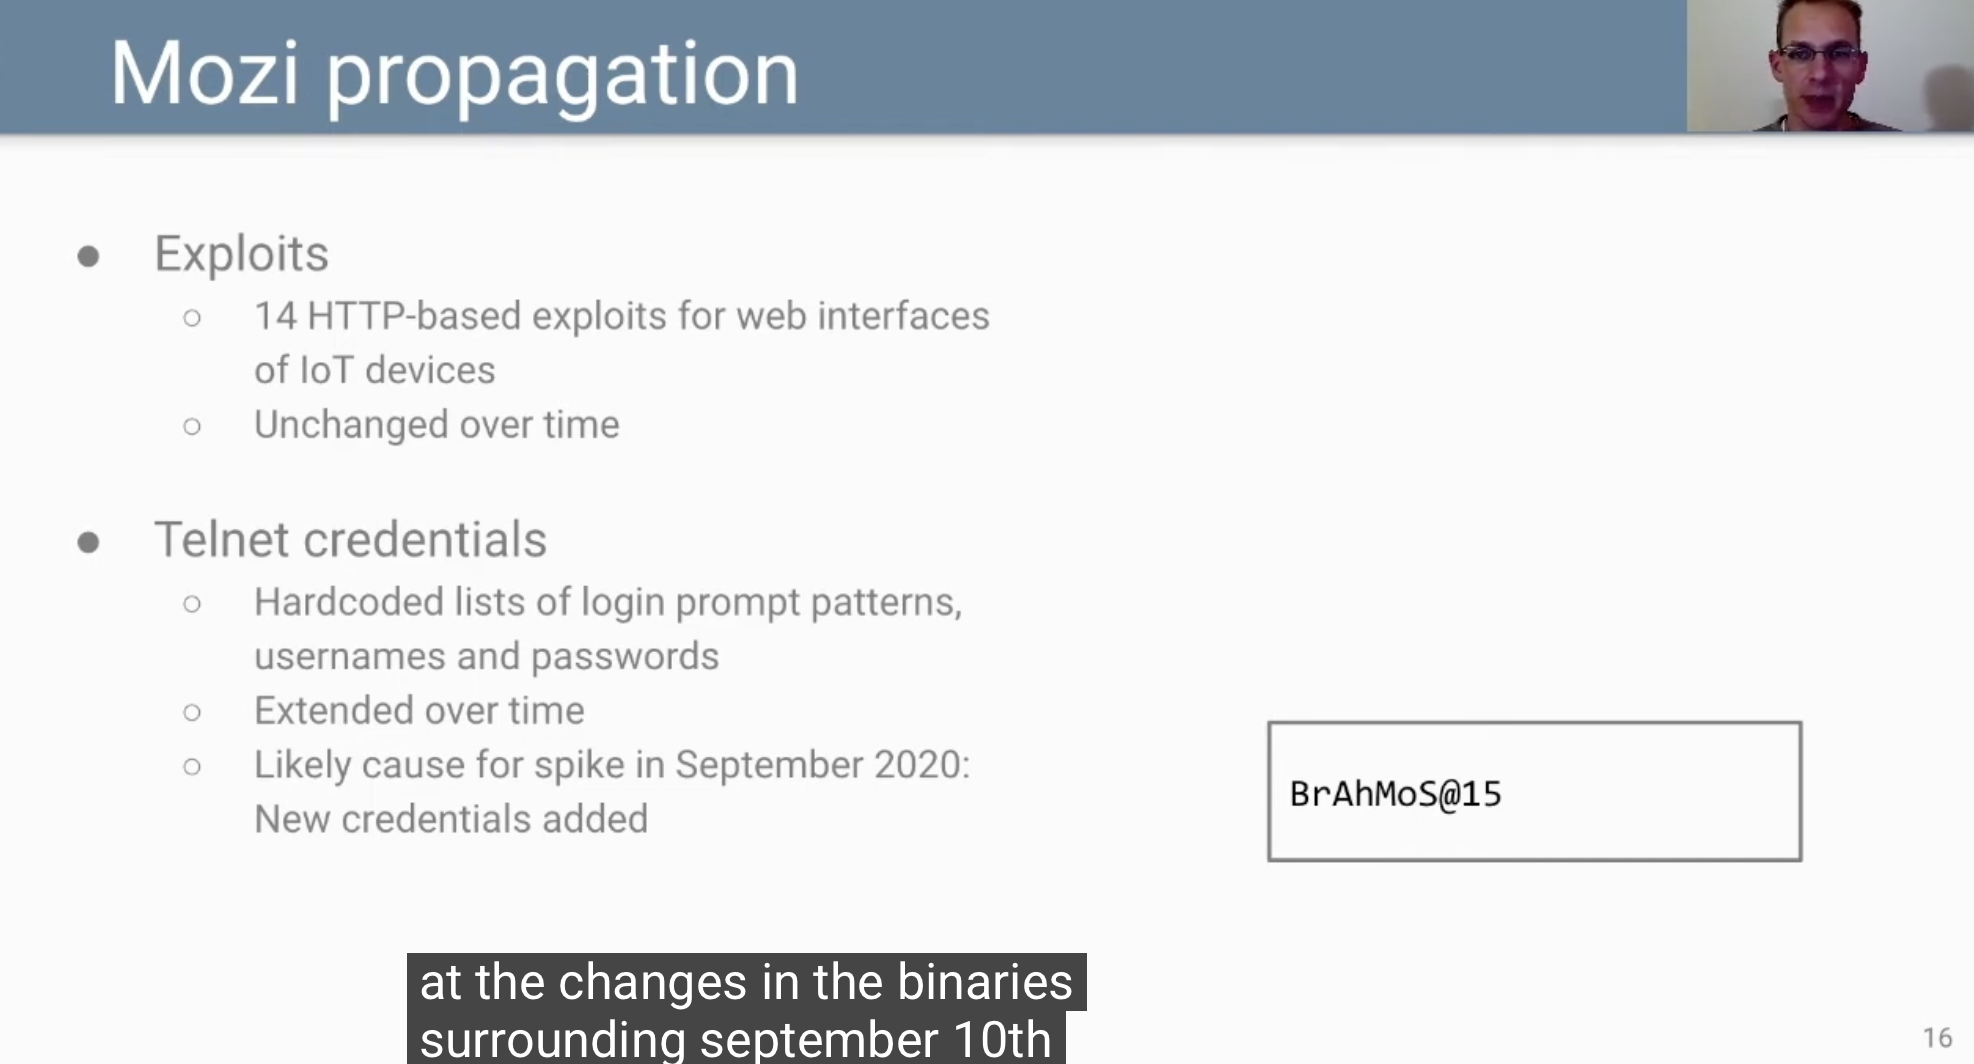 Mozi propagation
Exploits
14 HTTP-based exploits for web interfaces
of IoT devices
Unchanged over time
Telnet credentials
Hardcoded lists of login prompt patterns,
usernames and passwords
Extended over time
Likely cause for spike in September 2020:
New credentials added
BrAhMoS@15
at the changes in the binaries
surrounding september 10th
16